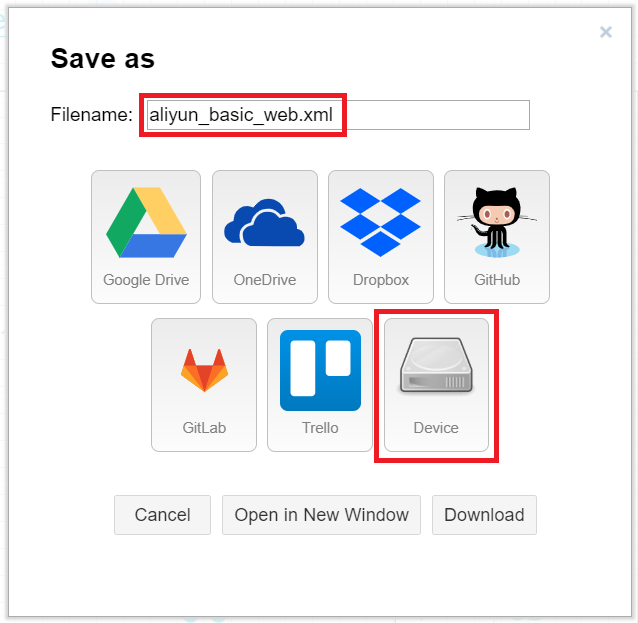 Save as
Filename: aliyun_basic_web.xml
Google Drive OneDrive Dropbox GitHub
GitLab Trello Device
Cancel Open in New Window Download